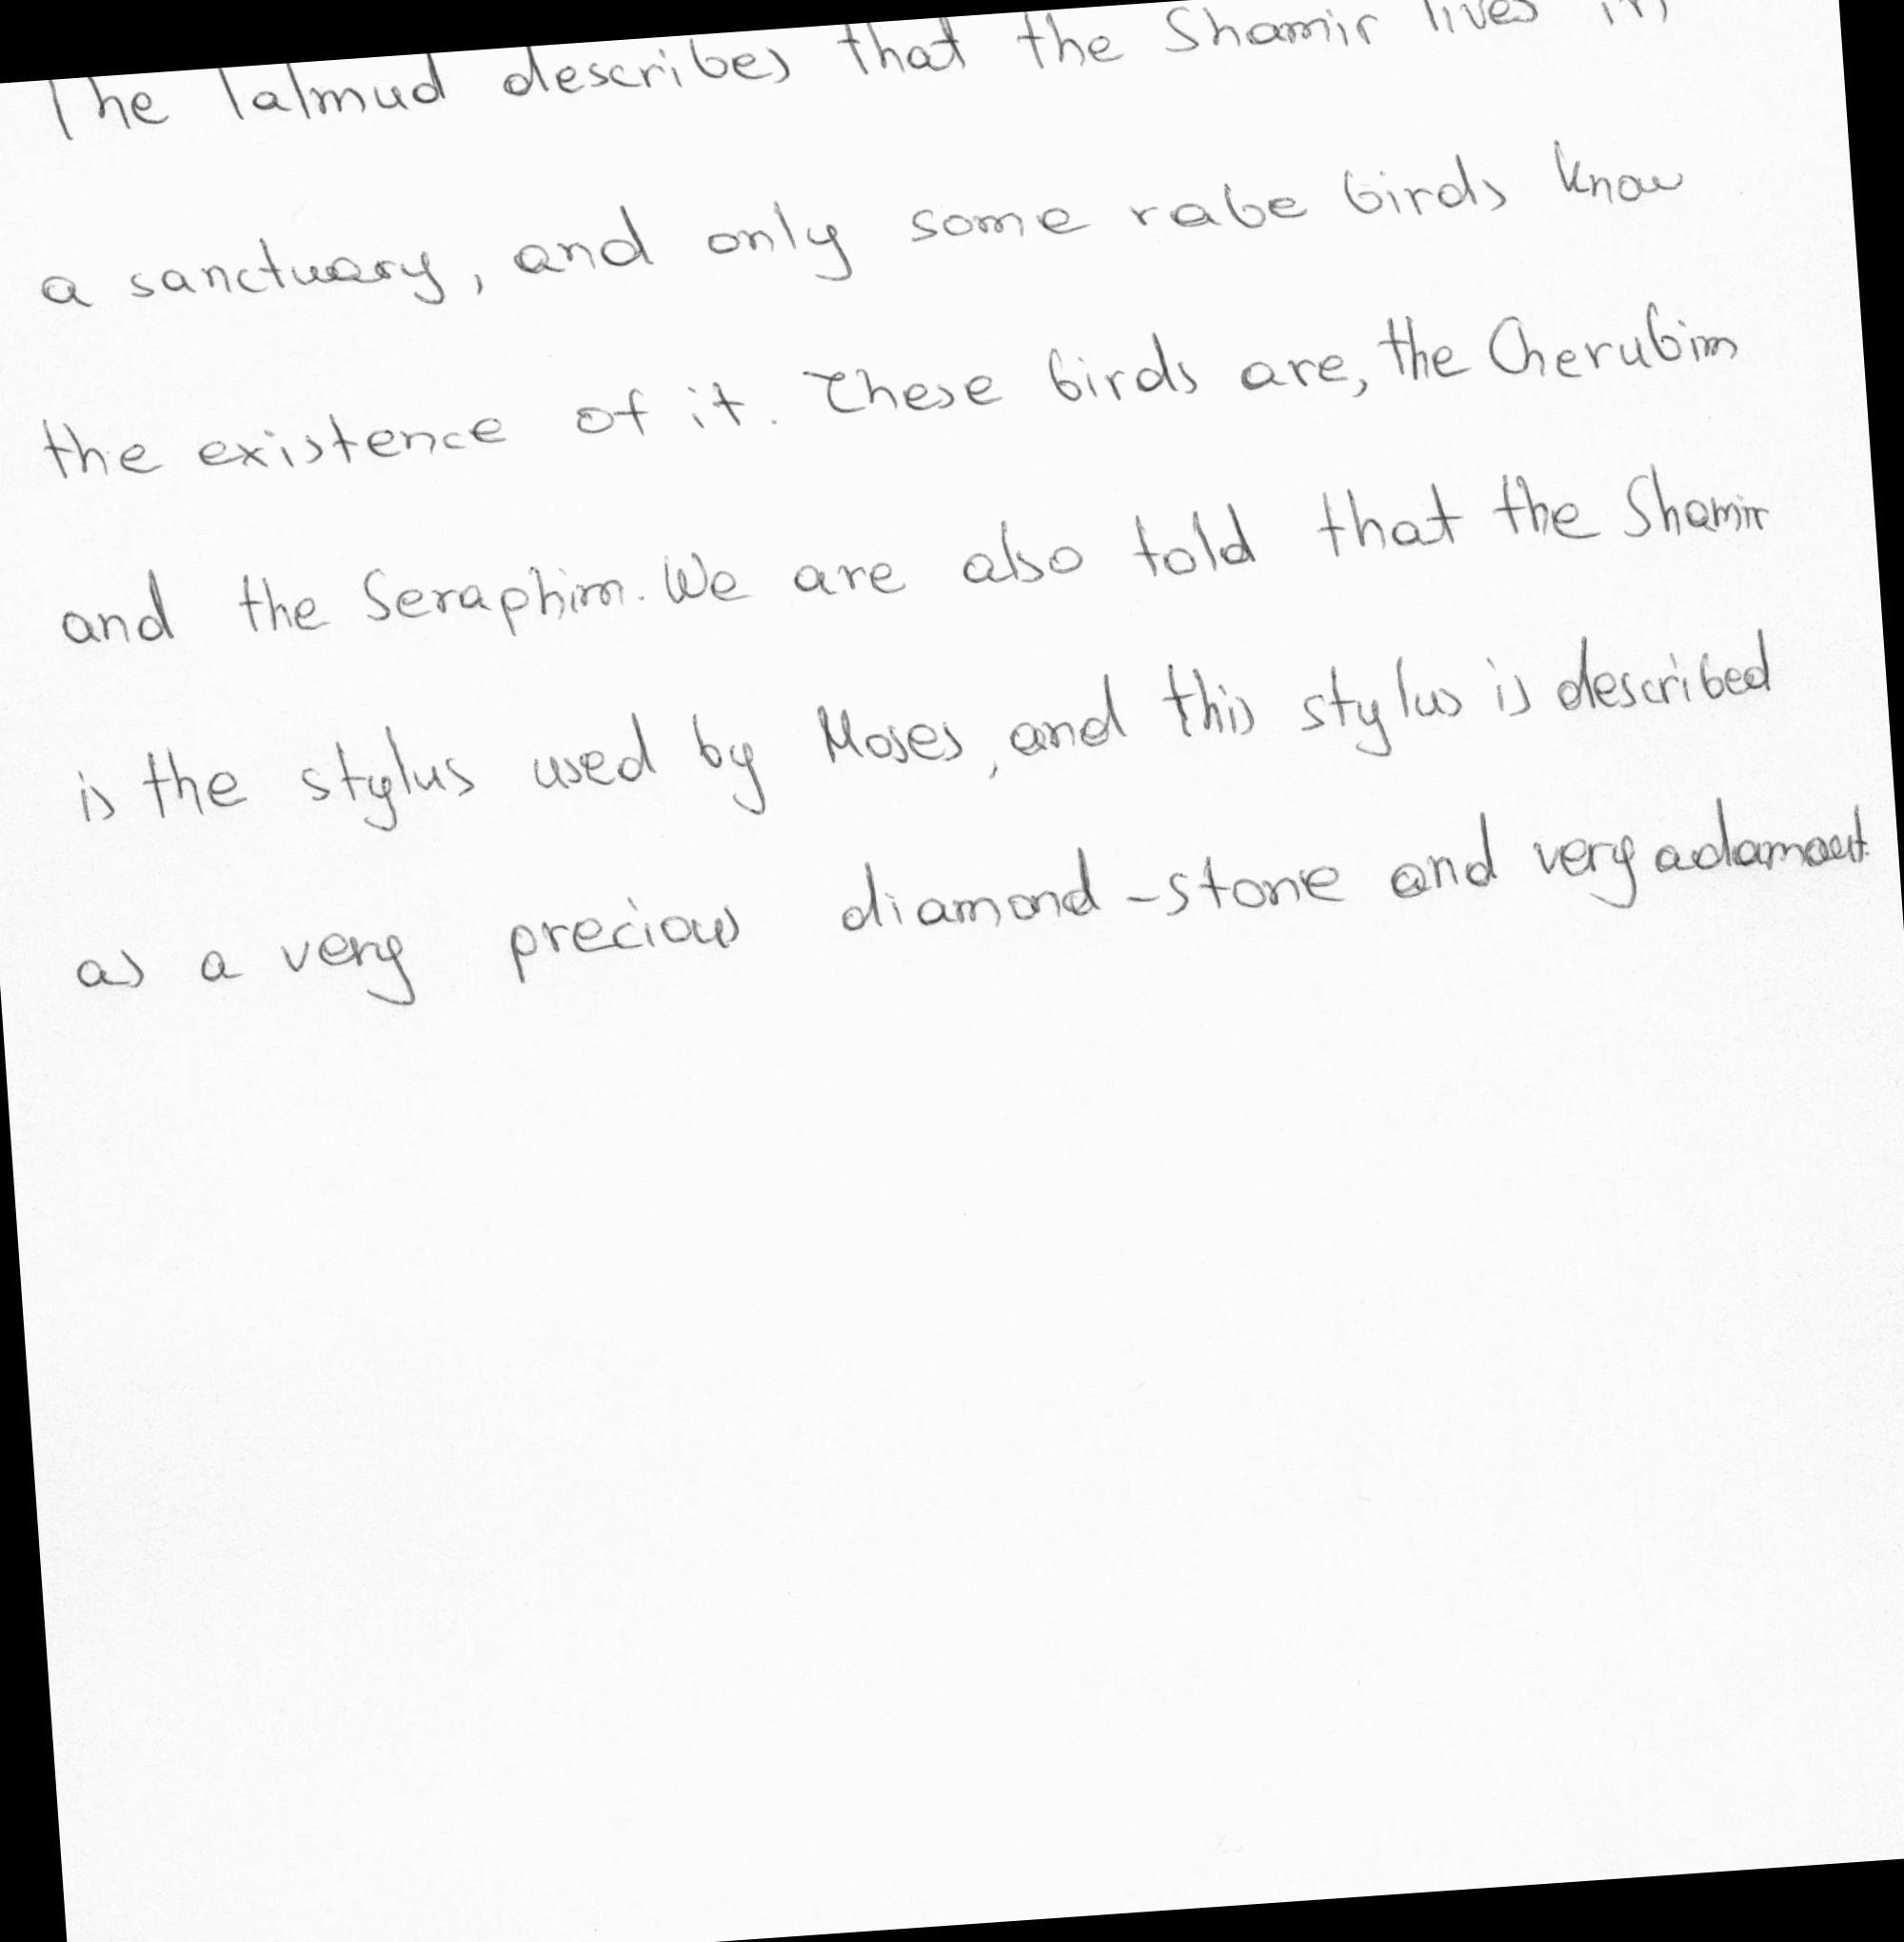 The Talmud describes that the Shamir lives in
a sanctuary, and only some rabe birds know
the existence of it. These birds are, the Cherubim
and the Seraphim. We are also told that the Shamir
is the stylus used by Moses, and this stylus is described
as a very precious diamond-stone and very adamant.